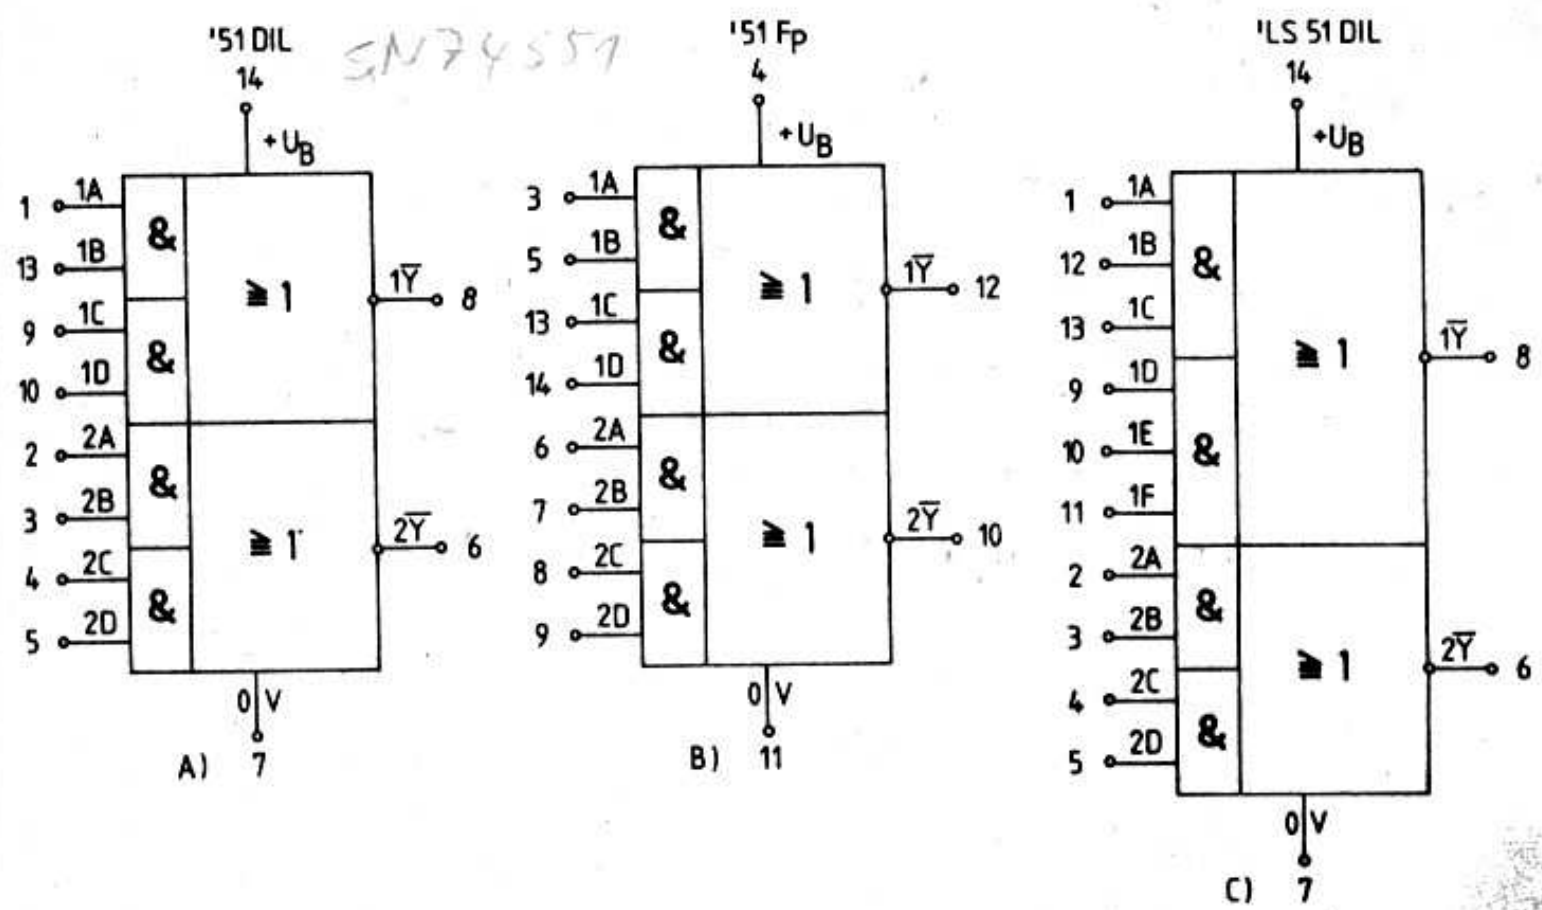 '51 DIL
SN74S51
14
+UB
1 1A
13 1B
9 1C
10 1D
2 2A
3 2B
4 2C
5 2D
&
&
&
&
≧ 1
≧ 1
1Y̅ 8
2Y̅ 6
0 V
A) 7
'51 Fp
4
+UB
3 1A
5 1B
13 1C
14 1D
6 2A
7 2B
8 2C
9 2D
&
&
&
&
≧ 1
≧ 1
1Y̅ 12
2Y̅ 10
0 V
B) 11
'LS 51 DIL
14
+UB
1 1A
12 1B
13 1C
9 1D
10 1E
11 1F
2 2A
3 2B
4 2C
5 2D
&
&
&
&
≧ 1
≧ 1
1Y̅ 8
2Y̅ 6
0 V
C) 7